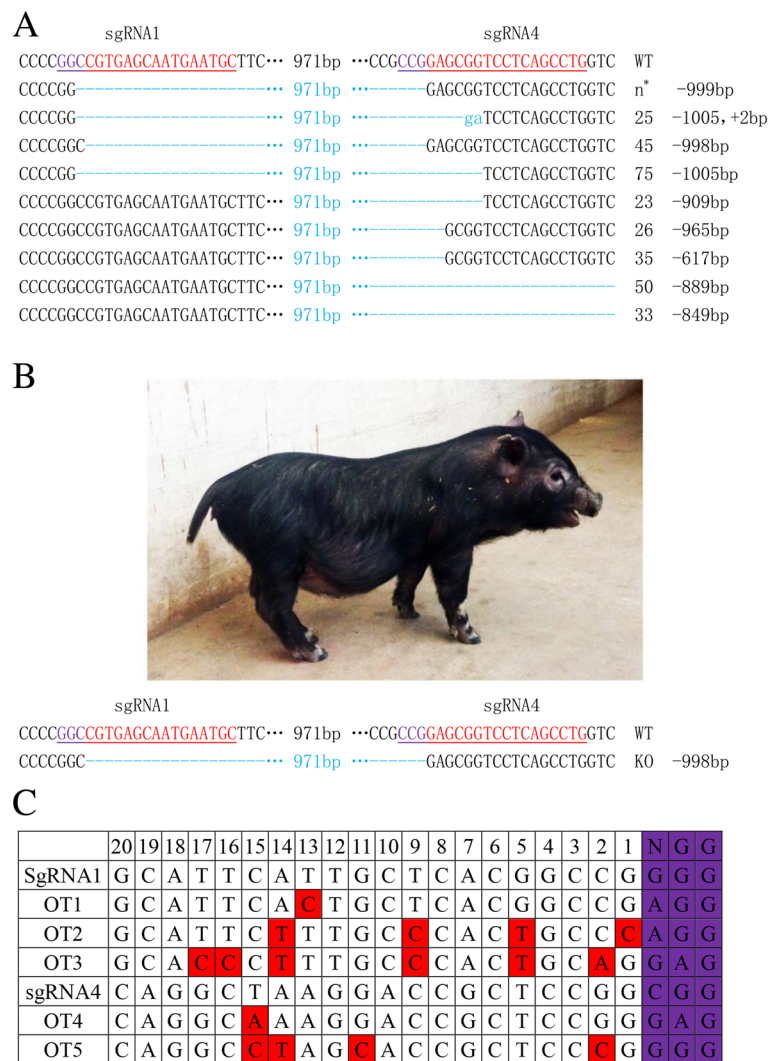 A
sgRNA1 sgRNA4
CCCCGGCCGTGAGCAATGAATGCTTC··· 971bp ···CCGCCGGAGCGGTCCTCAGCCTGGTC WT
CCCCGG--------------------··· 971bp ···------GAGCGGTCCTCAGCCTGGTC n* -999bp
CCCCGG--------------------··· 971bp ···----------gaTCCTCAGCCTGGTC 25 -1005,+2bp
CCCCGGC-------------------··· 971bp ···------GAGCGGTCCTCAGCCTGGTC 45 -998bp
CCCCGG--------------------··· 971bp ···------------TCCTCAGCCTGGTC 75 -1005bp
CCCCGGCCGTGAGCAATGAATGCTTC··· 971bp ···------------TCCTCAGCCTGGTC 23 -909bp
CCCCGGCCGTGAGCAATGAATGCTTC··· 971bp ···--------GCGGTCCTCAGCCTGGTC 26 -965bp
CCCCGGCCGTGAGCAATGAATGCTTC··· 971bp ···--------GCGGTCCTCAGCCTGGTC 35 -617bp
CCCCGGCCGTGAGCAATGAATGCTTC··· 971bp ···-------------------------- 50 -889bp
CCCCGGCCGTGAGCAATGAATGCTTC··· 971bp ···-------------------------- 33 -849bp
B
sgRNA1 sgRNA4
CCCCGGCCGTGAGCAATGAATGCTTC··· 971bp ···CCGCCGGAGCGGTCCTCAGCCTGGTC WT
CCCCGGC-------------------··· 971bp ···------GAGCGGTCCTCAGCCTGGTC KO -998bp
C
20 19 18 17 16 15 14 13 12 11 10 9 8 7 6 5 4 3 2 1 N G G
SgRNA1 G C A T T C A T T G C T C A C G G C C G G G G
OT1 G C A T T C A C T G C T C A C G G C C G A G G
OT2 G C A T T C T T T G C C C A C T G C C C A G G
OT3 G C A C C C T T T G C C C A C T G C A G G A G
sgRNA4 C A G G C T A A G G A C C G C T C C G G C G G
OT4 C A G G C A A A G G A C C G C T C C G G G A G
OT5 C A G G C C T A G C A C C G C T C C C G G G G